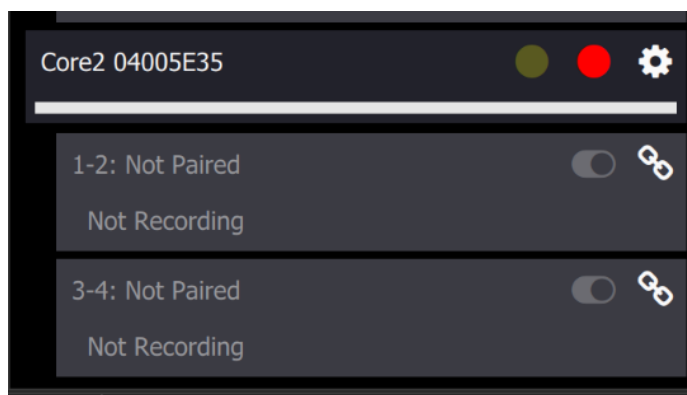 Core2 04005E35
1-2: Not Paired
Not Recording
3-4: Not Paired
Not Recording